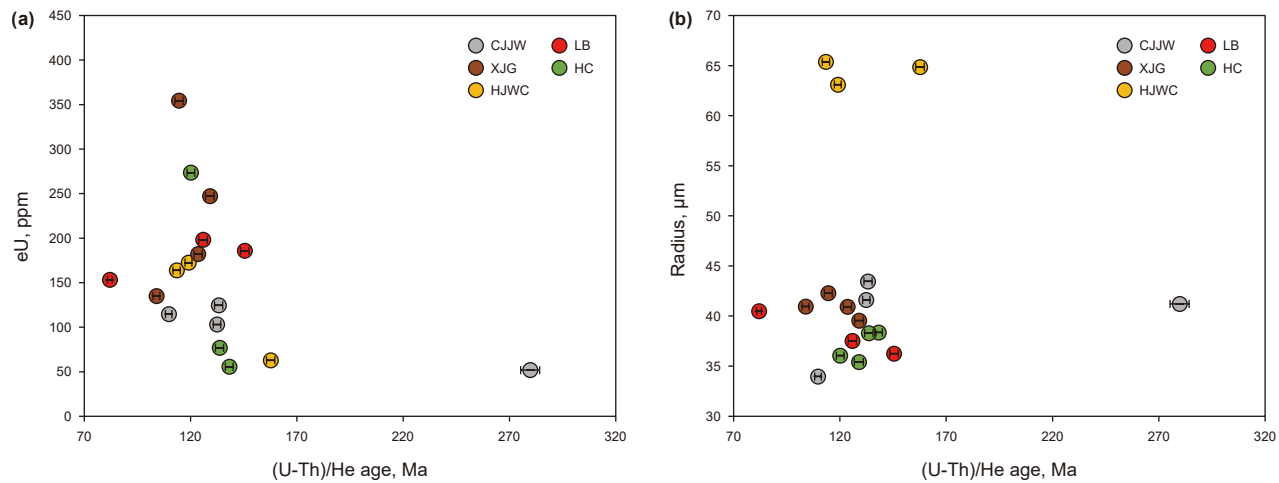 (a)
450
400
350
300
250
200
150
100
50
0
eU, ppm
70
120
170
220
270
320
(U-Th)/He age, Ma
CJJW
LB
XJG
HC
HJWC
(b)
70
65
60
55
50
45
40
35
30
Radius, μm
70
120
170
220
270
320
(U-Th)/He age, Ma
CJJW
LB
XJG
HC
HJWC